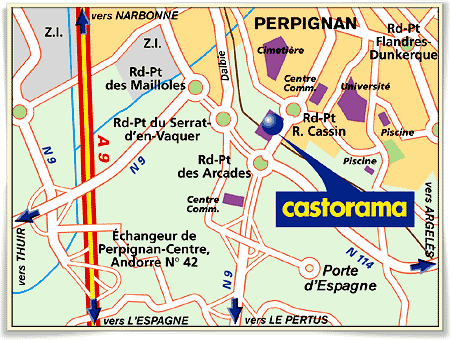 vers NARBONNE
PERPIGNAN
Rd-Pt
Flandres-
Dunkerque
Z.I.
Z.I.
Cimetière
Dalbie
Rd-Pt
des Mailloles
Centre
Comm.
Université
Rd-Pt du Serrat-
d'en-Vaquer
Rd-Pt
R. Cassin
Piscine
A 9
N 9
N 9
Rd-Pt
des Arcades
Piscine
Centre
Comm.
castorama
vers THUIR
vers ARGELÈS
Échangeur de
Perpignan-Centre,
Andorre N° 42
N 9
N 114
Porte
d'Espagne
vers L'ESPAGNE
vers LE PERTUS